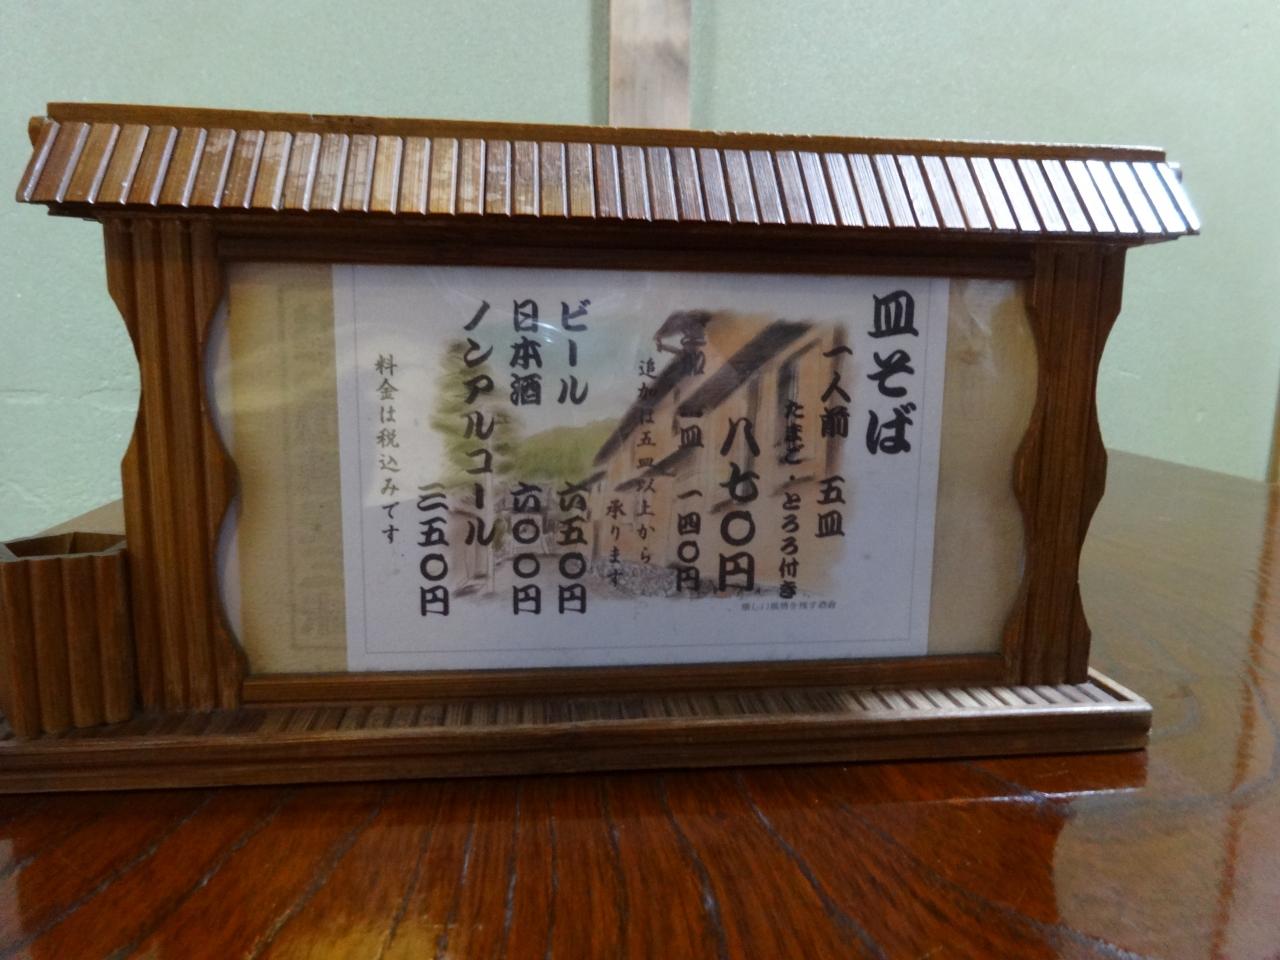 皿そば
一人前 五皿
たまご・とろろ付き
八七〇円
追加 一皿 一四〇円
追加は五皿以上から
承ります
ビール 六五〇円
日本酒 六〇〇円
ノンアルコール
三五〇円
料金は税込みです